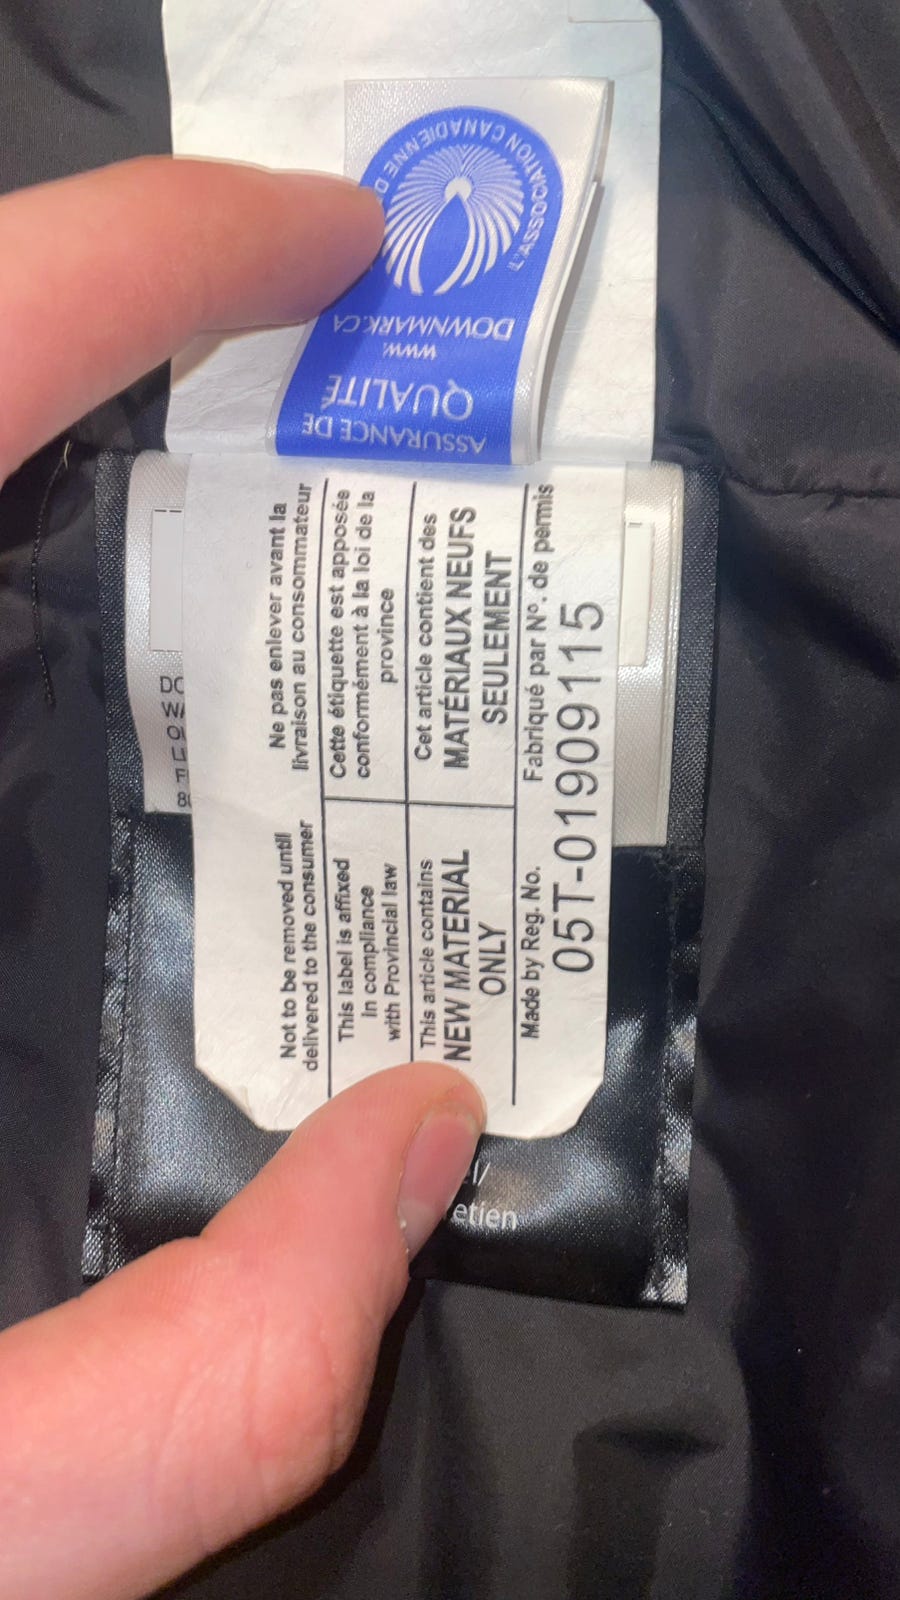 L'ASSOCIATION CANADIENNE
WWW.
DOWNMARK.CA
ASSURANCE DE
QUALITÉ
Not to be removed until
delivered to the consumer
Ne pas enlever avant la
livraison au consommateur
This label is affixed
in compliance
with Provincial law
Cette étiquette est apposée
conformément à la loi de la
province
This article contains
NEW MATERIAL
ONLY
Cet article contient des
MATÉRIAUX NEUFS
SEULEMENT
Made by Reg. No.
Fabriqué par Nº. de permis
05T-01909115